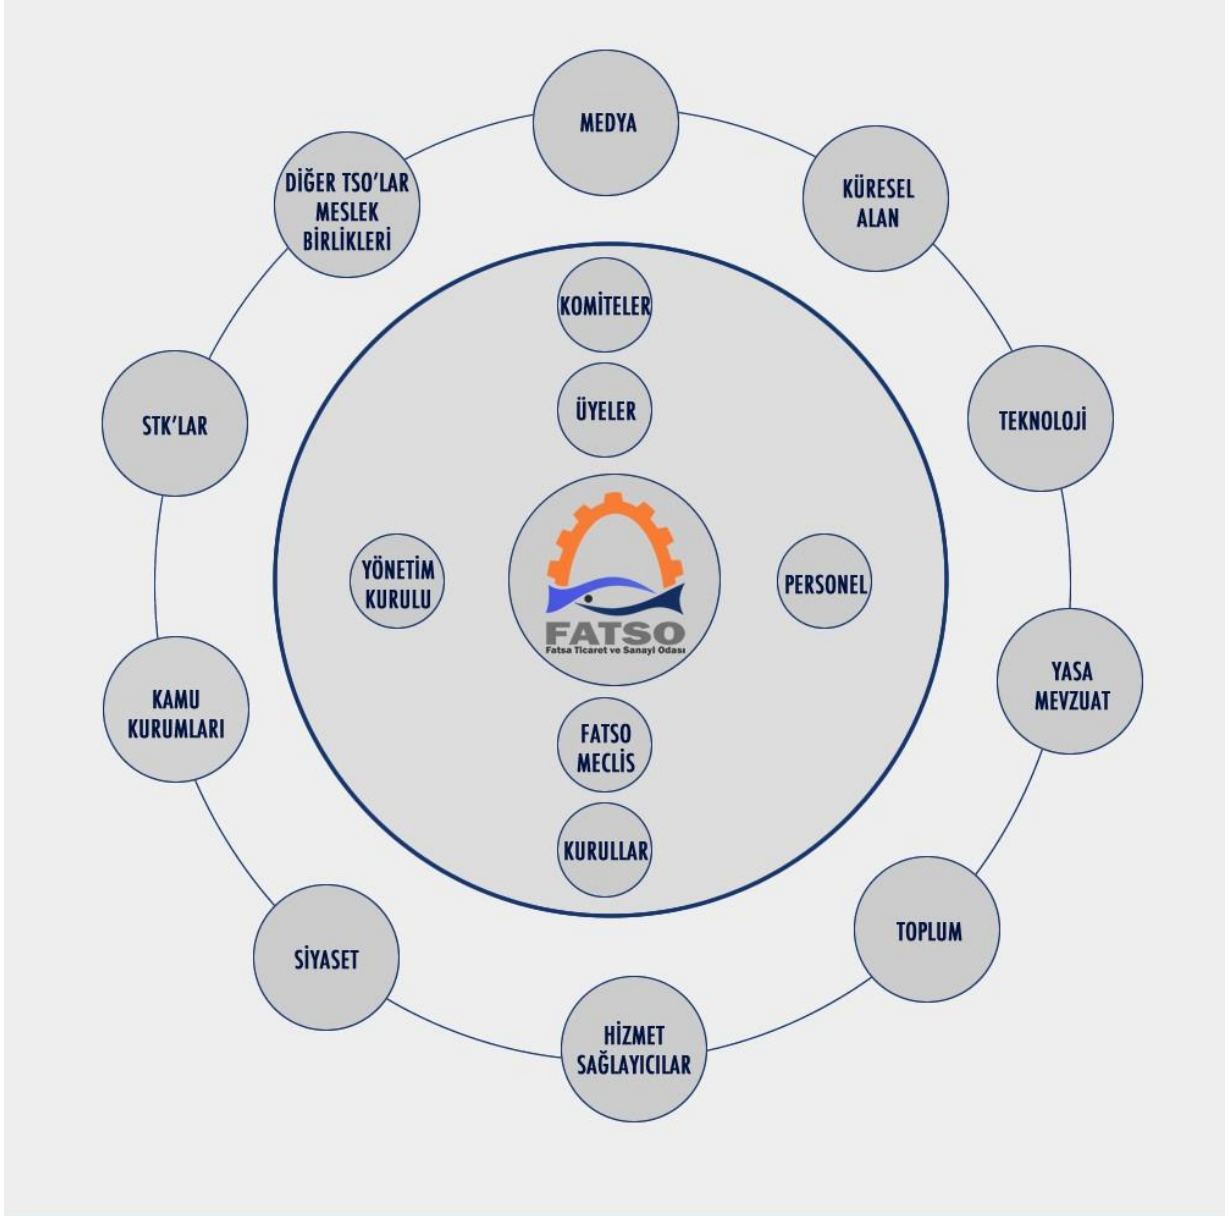 MEDYA
KÜRESEL
ALAN
DİĞER TSO'LAR
MESLEK
BİRLİKLERİ
KOMİTELER
ÜYELER
STK'LAR
TEKNOLOJİ
YÖNETİM
KURULU
FATSO
Fatsa Ticaret ve Sanayi Odası
PERSONEL
KAMU
KURUMLARI
YASA
MEVZUAT
FATSO
MECLİS
KURULLAR
SİYASET
TOPLUM
HİZMET
SAĞLAYICILAR